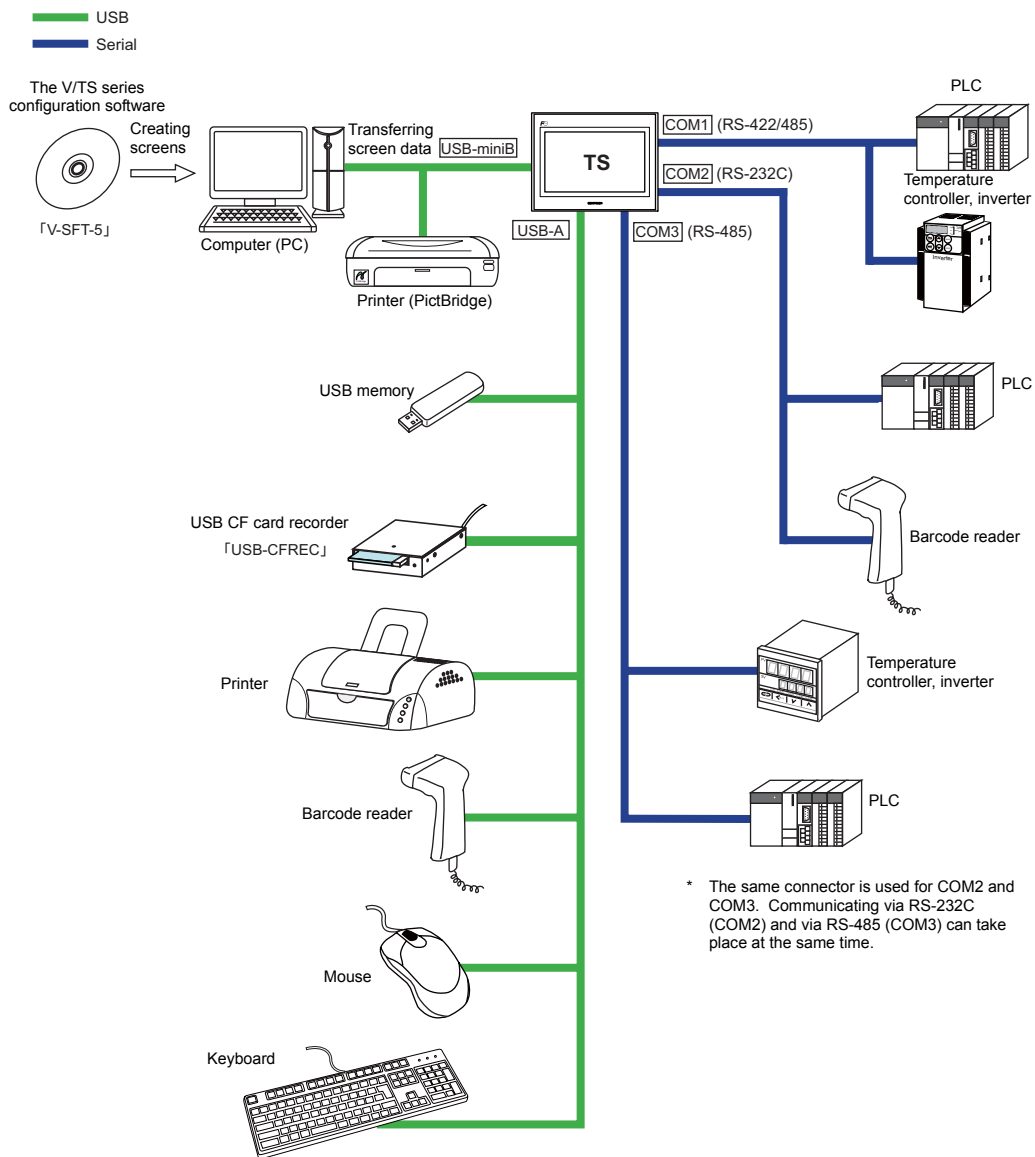 USB
Serial
The V/TS series
configuration software
Creating
screens
「V-SFT-5」
Computer (PC)
Transferring
screen data
USB-miniB
Printer (PictBridge)
TS
USB-A
COM1 (RS-422/485)
COM2 (RS-232C)
COM3 (RS-485)
PLC
Temperature
controller, inverter
Inverter
PLC
Barcode reader
Temperature
controller, inverter
PLC
USB memory
USB CF card recorder
「USB-CFREC」
Printer
Barcode reader
Mouse
Keyboard
* The same connector is used for COM2 and
COM3. Communicating via RS-232C
(COM2) and via RS-485 (COM3) can take
place at the same time.